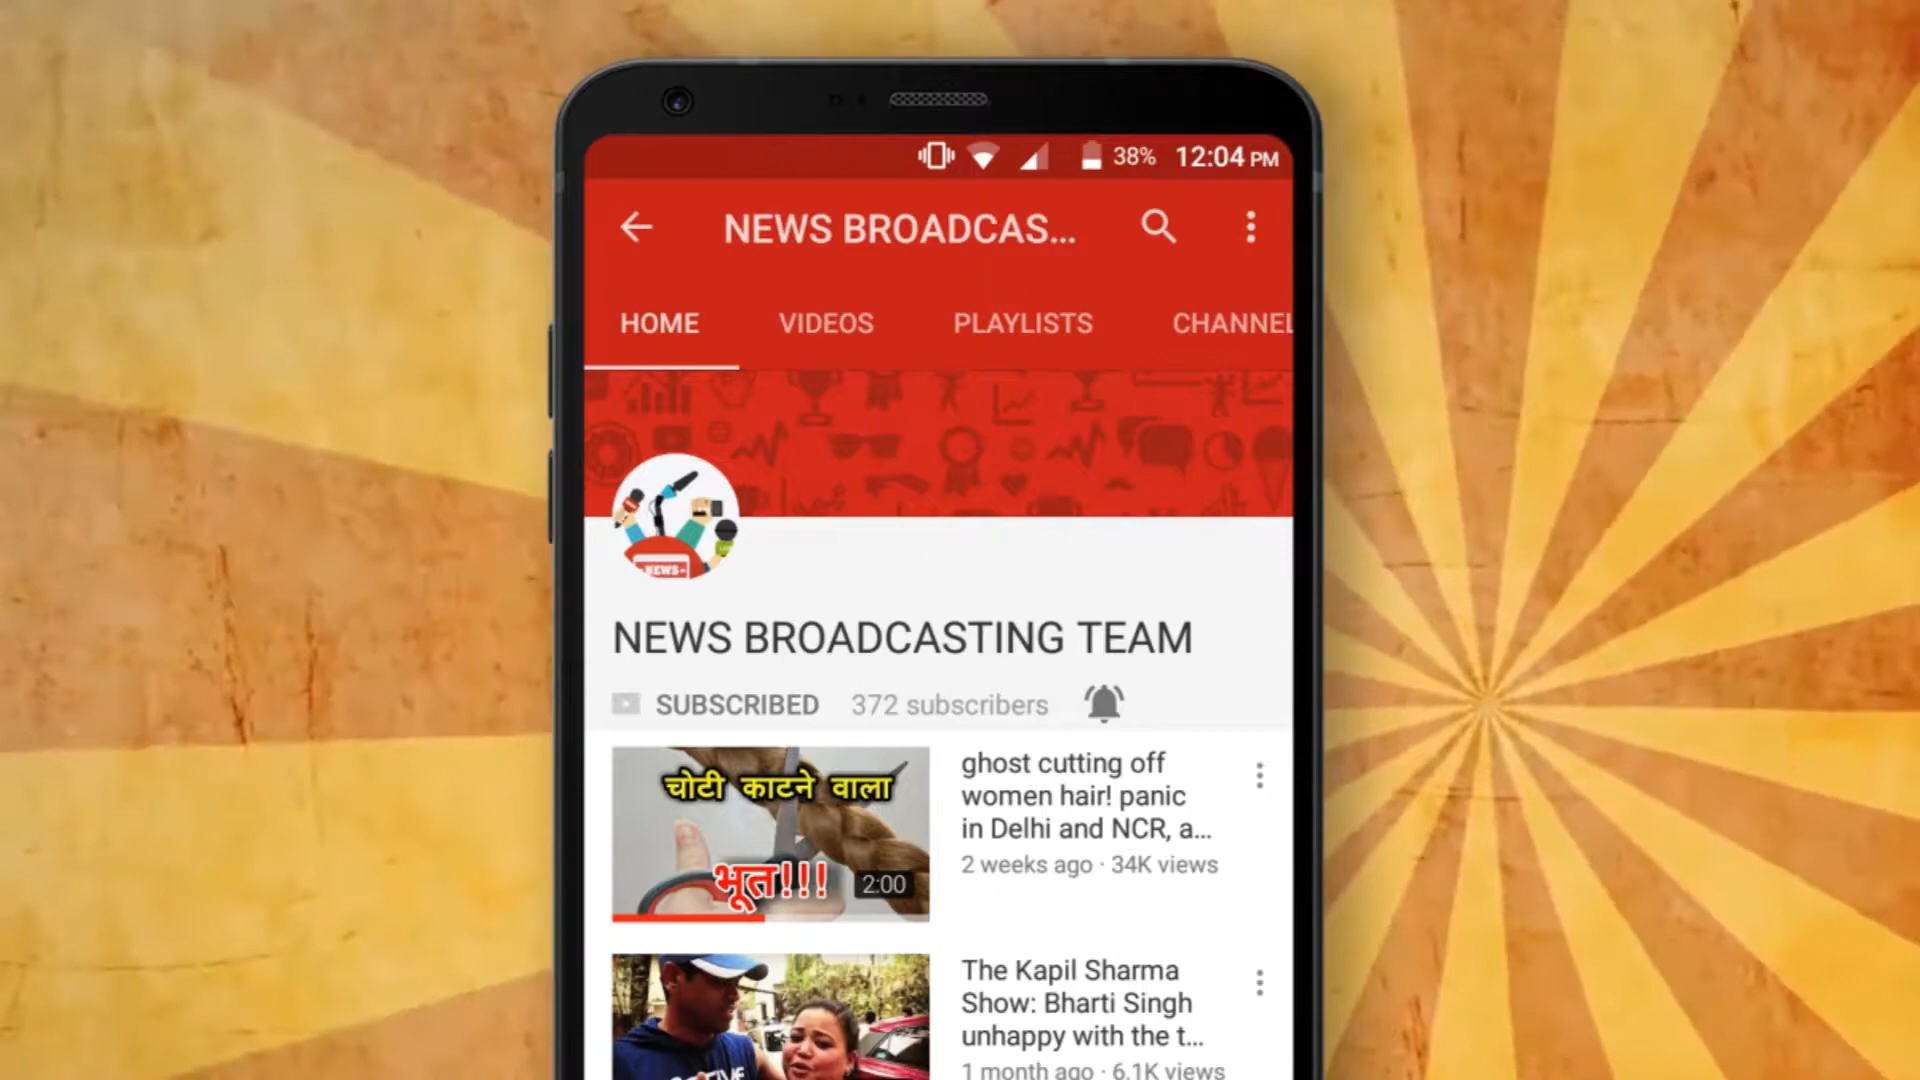 38% 12:04 PM
NEWS BROADCAS...
HOME VIDEOS PLAYLISTS CHANNEL
NEWS
NEWS BROADCASTING TEAM
SUBSCRIBED 372 subscribers
चोटी काटने वाला
भूत!!!
2:00
ghost cutting off
women hair! panic
in Delhi and NCR, a...
2 weeks ago · 34K views
The Kapil Sharma
Show: Bharti Singh
unhappy with the t...
1 month ago · 6.1K views